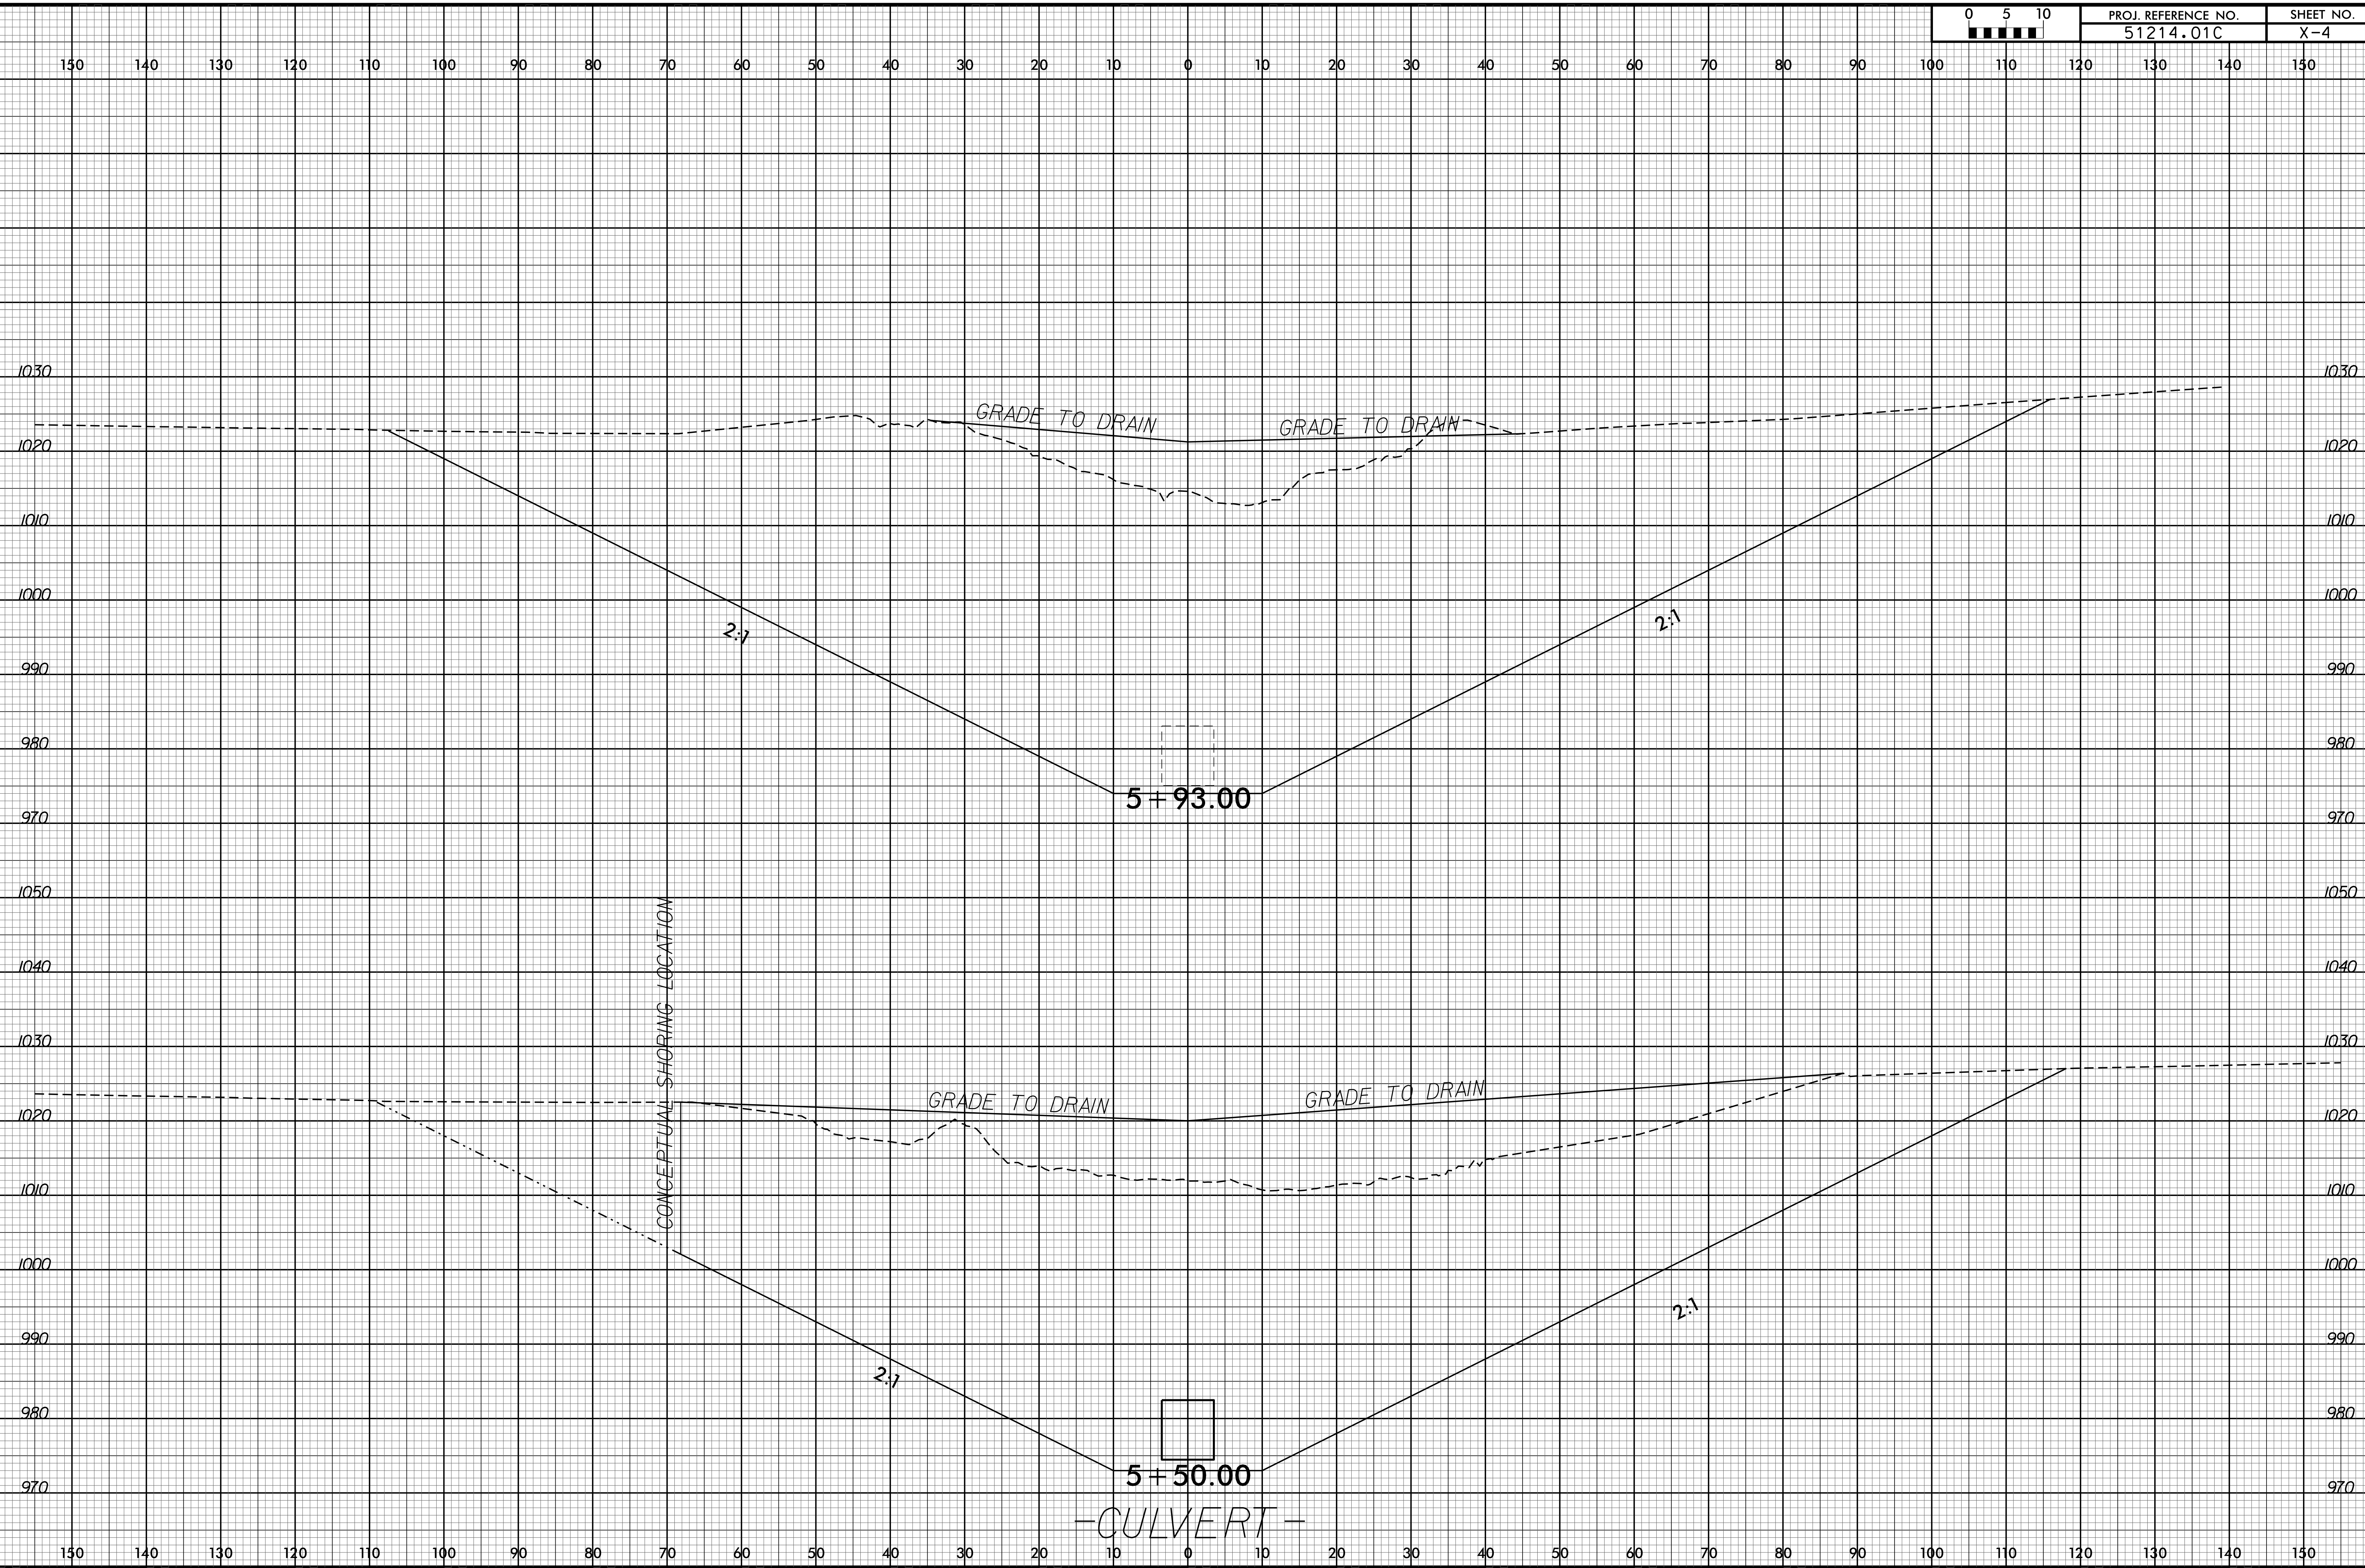 0 5 10
PROJ. REFERENCE NO. SHEET NO.
51214.01C X-4
150 140 130 120 110 100 90 80 70 60 50 40 30 20 10 0 10 20 30 40 50 60 70 80 90 100 110 120 130 140 150
1030 1030
GRADE TO DRAIN GRADE TO DRAIN
1020 1020
1010 1010
1000 1000
2:1 2:1
990 990
980 980
5+93.00
970 970
1050 1050
CONCEPTUAL SHORING LOCATION
1040 1040
1030 1030
GRADE TO DRAIN GRADE TO DRAIN
1020 1020
1010 1010
1000 1000
2:1
990 990
2:1
980 980
5+50.00
970 970
-CULVERT-
150 140 130 120 110 100 90 80 70 60 50 40 30 20 10 0 10 20 30 40 50 60 70 80 90 100 110 120 130 140 150